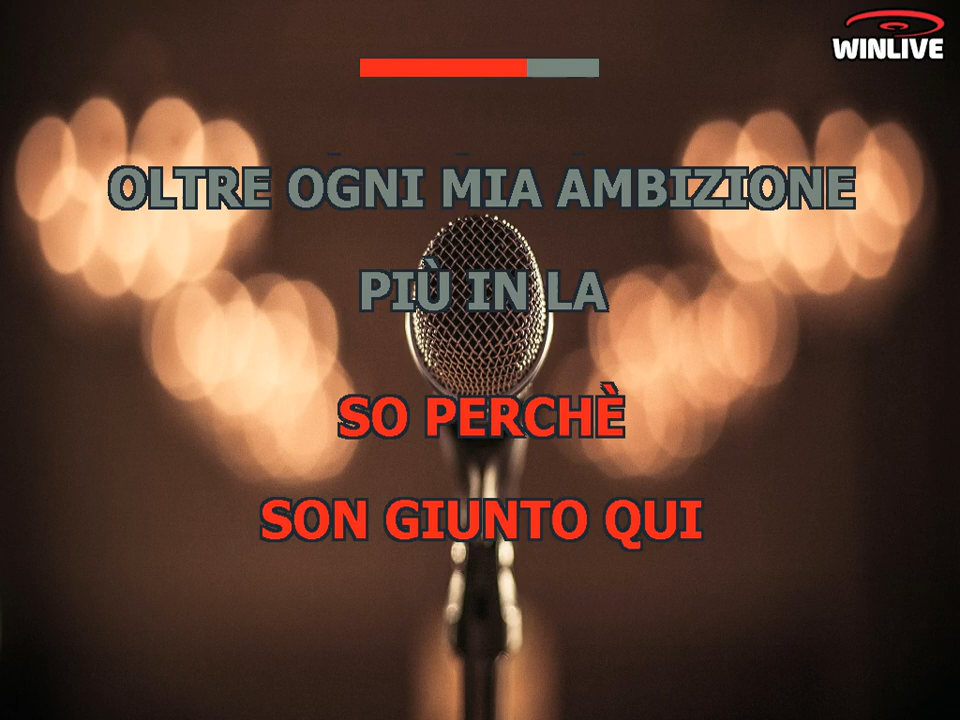 WINLIVE
OLTRE OGNI MIA AMBIZIONE
PIÙ IN LA
SO PERCHÈ
SON GIUNTO QUI